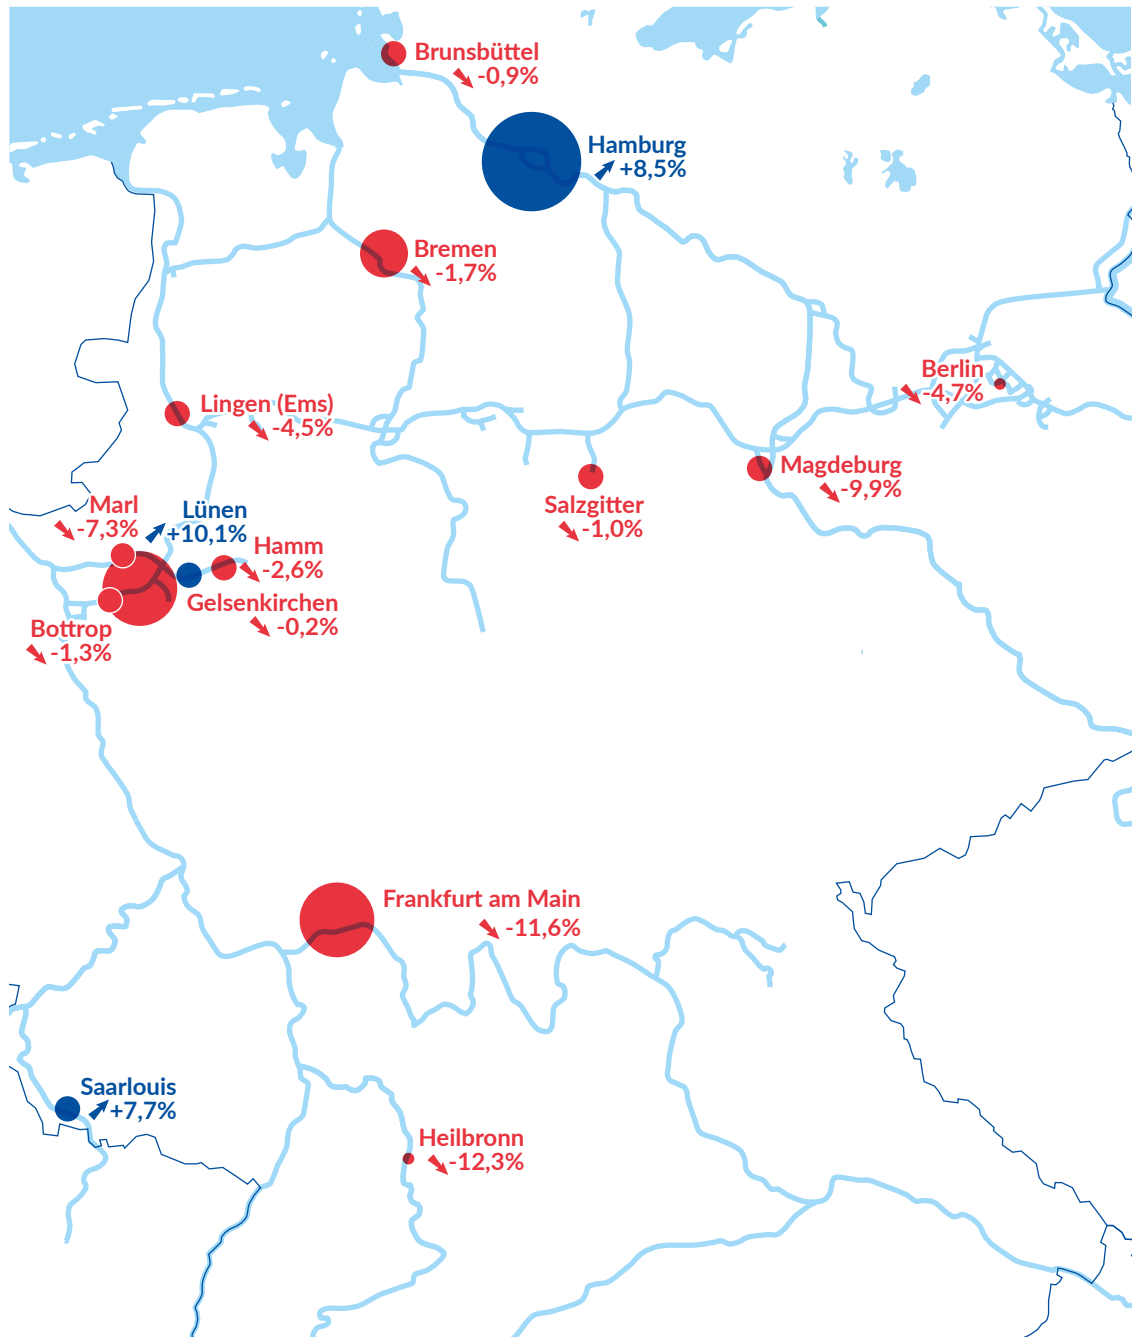 Brunsbüttel
-0,9%
Hamburg
+8,5%
Bremen
-1,7%
Berlin
-4,7%
Lingen (Ems)
-4,5%
Magdeburg
-9,9%
Salzgitter
-1,0%
Marl
-7,3%
Lünen
+10,1%
Hamm
-2,6%
Gelsenkirchen
-0,2%
Bottrop
-1,3%
Frankfurt am Main
-11,6%
Saarlouis
+7,7%
Heilbronn
-12,3%